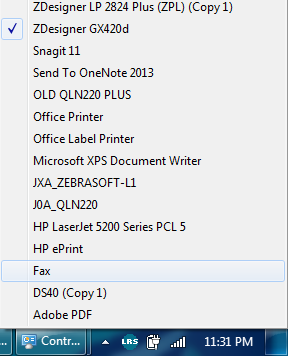 ZDesigner LP 2824 Plus (ZPL) (Copy 1)
ZDesigner GX420d
Snagit 11
Send To OneNote 2013
OLD QLN220 PLUS
Office Printer
Office Label Printer
Microsoft XPS Document Writer
JXA_ZEBRASOFT-L1
J0A_QLN220
HP LaserJet 5200 Series PCL 5
HP ePrint
Fax
DS40 (Copy 1)
Adobe PDF
... Contr... LRS 11:31 PM